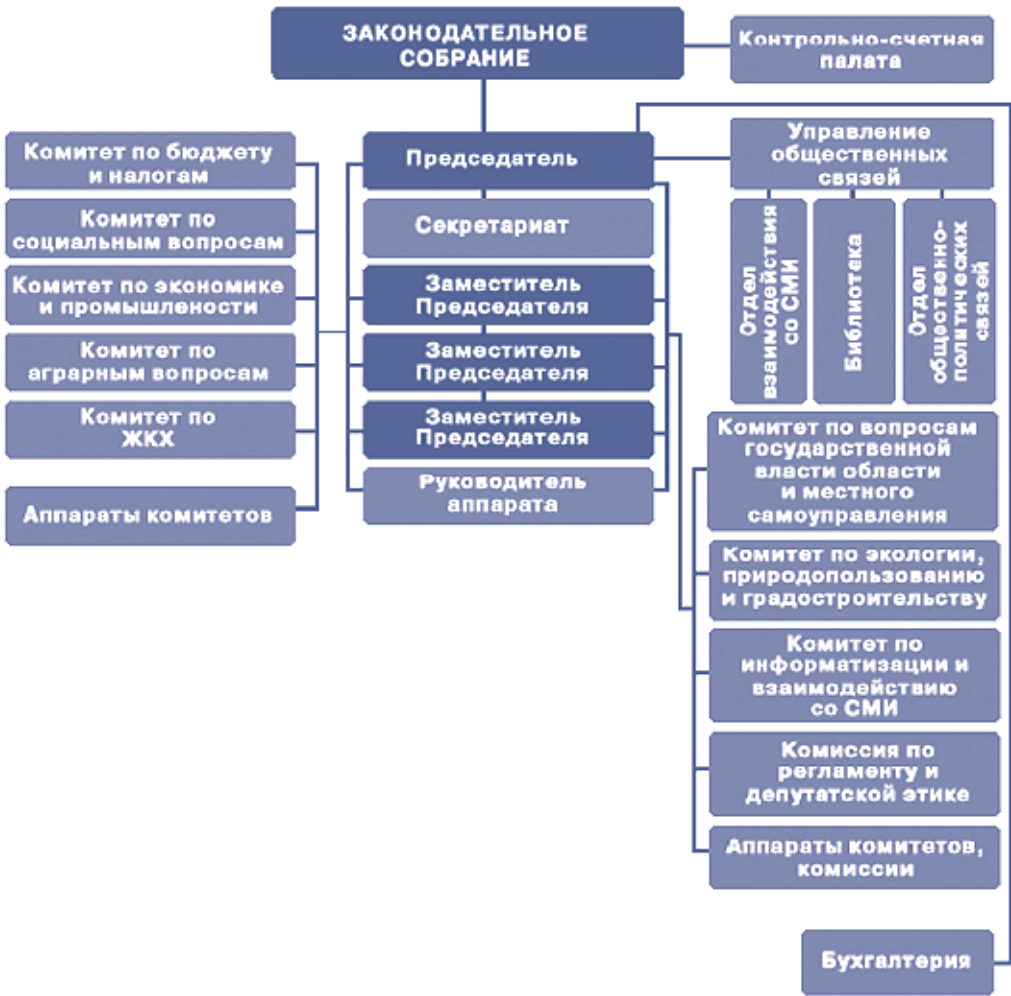 ЗАКОНОДАТЕЛЬНОЕ
СОБРАНИЕ
Контрольно-счетная
палата
Комитет по бюджету
и налогам
Комитет по
социальным вопросам
Комитет по экономике
и промышлености
Комитет по
аграрным вопросам
Комитет по
ЖКХ
Аппараты комитетов
Председатель
Секретариат
Заместитель
Председателя
Заместитель
Председателя
Заместитель
Председателя
Руководитель
аппарата
Управление
общественных
связей
Отдел
взаимодействия
со СМИ
Библиотека
Отдел
общественно-
политических
связей
Комитет по вопросам
государственной
власти области
и местного
самоуправления
Комитет по экологии,
природопользованию
и градостроительству
Комитет по
информатизации и
взаимодействию
со СМИ
Комиссия по
регламенту и
депутатской этике
Аппараты комитетов,
комиссии
Бухгалтерия